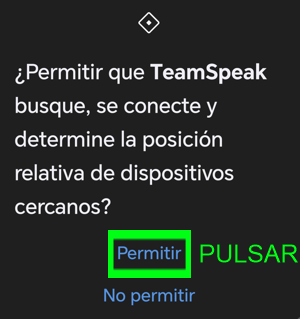 ¿Permitir que TeamSpeak
busque, se conecte y
determine la posición
relativa de dispositivos
cercanos?
Permitir PULSAR
No permitir